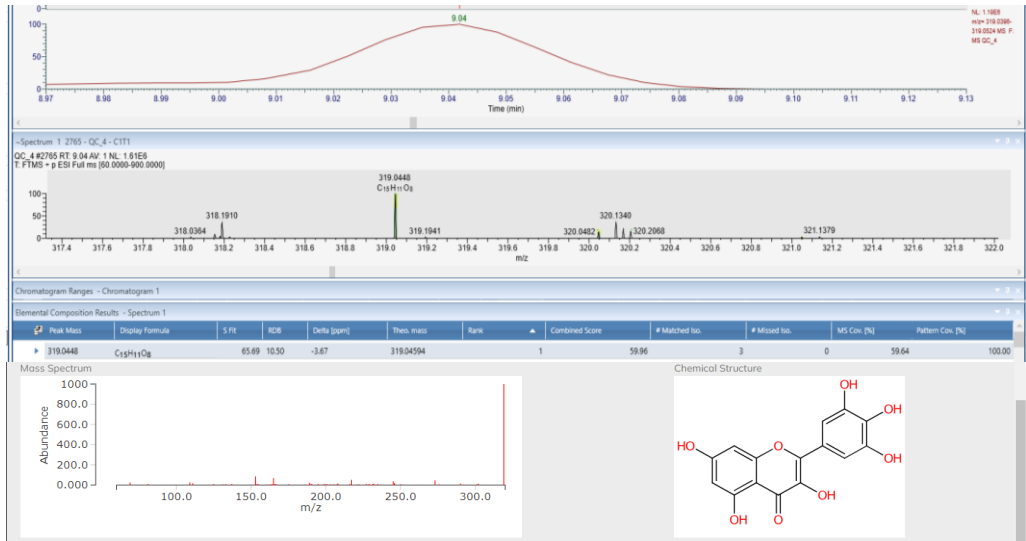 0
9.04
NL: 1.19E8
m/z= 319.0396-
319.0524 MS F:
MS QC_4
100
50
0
8.97 8.98 8.99 9.00 9.01 9.02 9.03 9.04 9.05 9.06 9.07 9.08 9.09 9.10 9.11 9.12 9.13
Time (min)
Spectrum 1 2765 - QC_4 - C1T1
QC_4 #2765 RT: 9.04 AV: 1 NL: 1.61E6
T: FTMS + p ESI Full ms [60.0000-900.0000]
319.0448
C15H11O8
100
50
0
318.0364 318.1910 319.1941 320.0482 320.1340 320.2068 321.1379
317.4 317.6 317.8 318.0 318.2 318.4 318.6 318.8 319.0 319.2 319.4 319.6 319.8 320.0 320.2 320.4 320.6 320.8 321.0 321.2 321.4 321.6 321.8 322.0
m/z
Chromatogram Ranges - Chromatogram 1
Elemental Composition Results - Spectrum 1
Peak Mass Display Formula S Fit RDB Delta [ppm] Theo. mass Rank Combined Score # Matched Iso. # Missed Iso. MS Cov. [%] Pattern Cov. [%]
319.0448 C15H11O8 65.69 10.50 -3.67 319.04594 1 59.96 3 0 59.64 100.00
Mass Spectrum
Chemical Structure
1000
800.0
600.0
400.0
200.0
0.000
Abundance
100.0 150.0 200.0 250.0 300.0
m/z
OH
OH
HO
O
OH
OH
OH
O